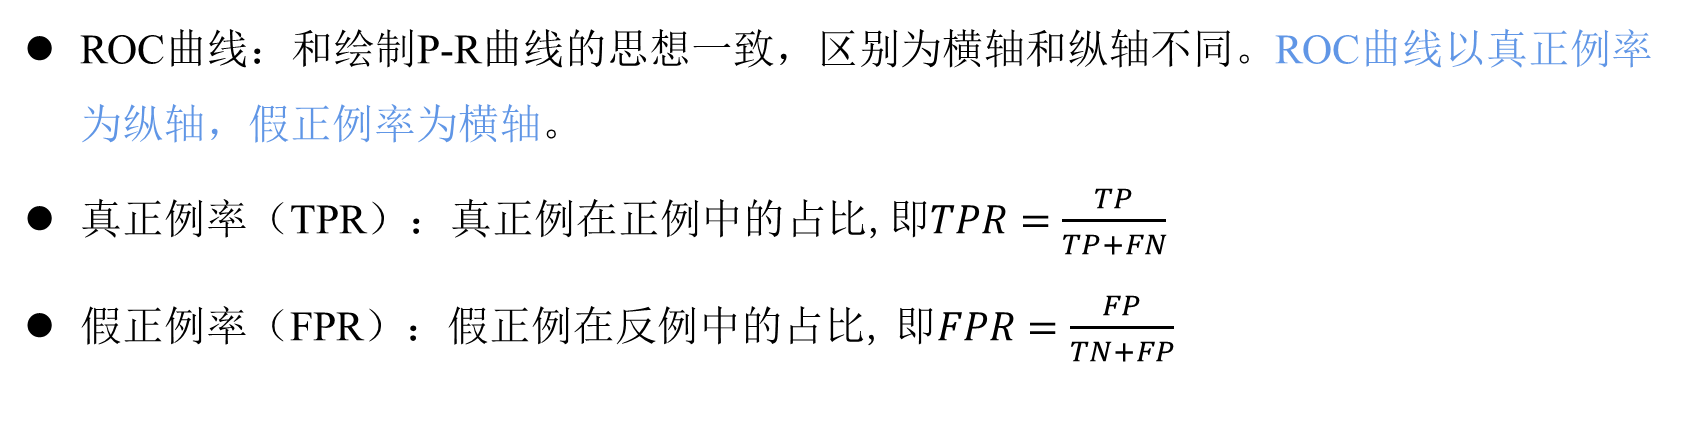 ● ROC曲线：和绘制P-R曲线的思想一致，区别为横轴和纵轴不同。ROC曲线以真正例率
为纵轴，假正例率为横轴。
● 真正例率（TPR）：真正例在正例中的占比, 即TPR = TP/(TP+FN)
● 假正例率（FPR）：假正例在反例中的占比, 即FPR = FP/(TN+FP)